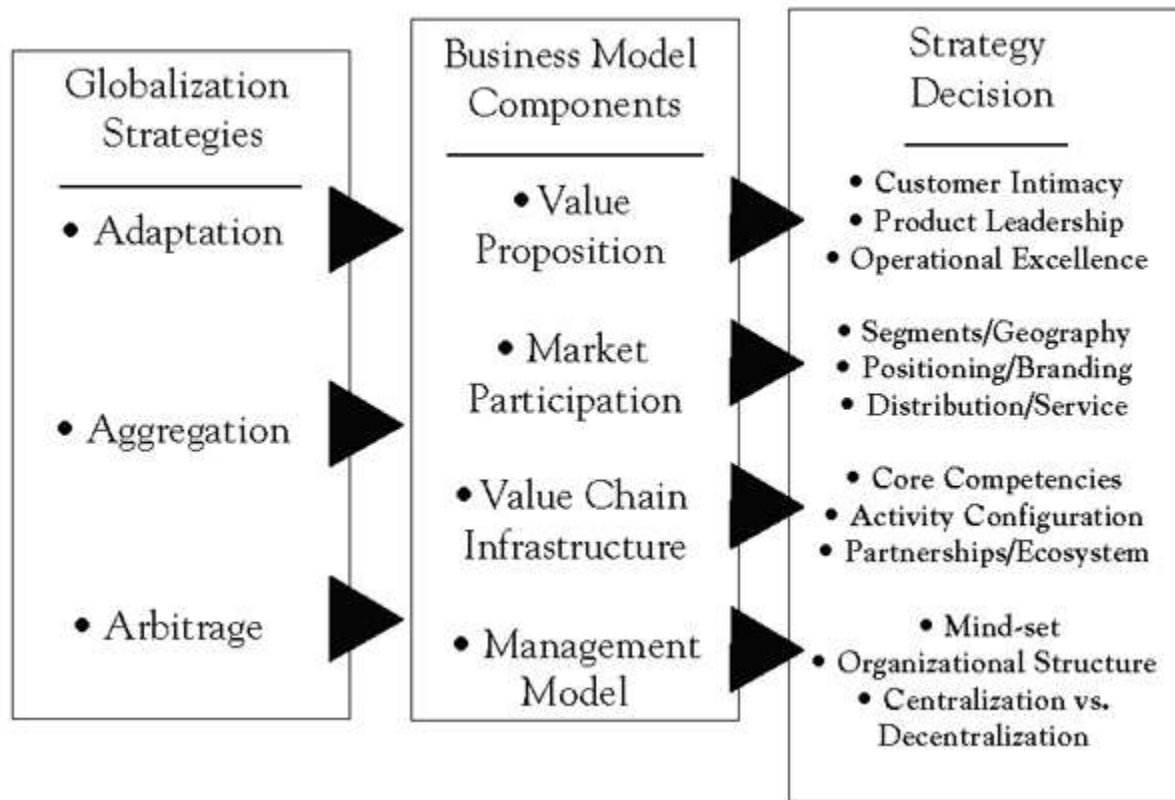 Globalization
Strategies
• Adaptation
• Aggregation
• Arbitrage
Business Model
Components
• Value
Proposition
• Market
Participation
• Value Chain
Infrastructure
• Management
Model
Strategy
Decision
• Customer Intimacy
• Product Leadership
• Operational Excellence
• Segments/Geography
• Positioning/Branding
• Distribution/Service
• Core Competencies
• Activity Configuration
• Partnerships/Ecosystem
• Mind-set
• Organizational Structure
• Centralization vs.
Decentralization